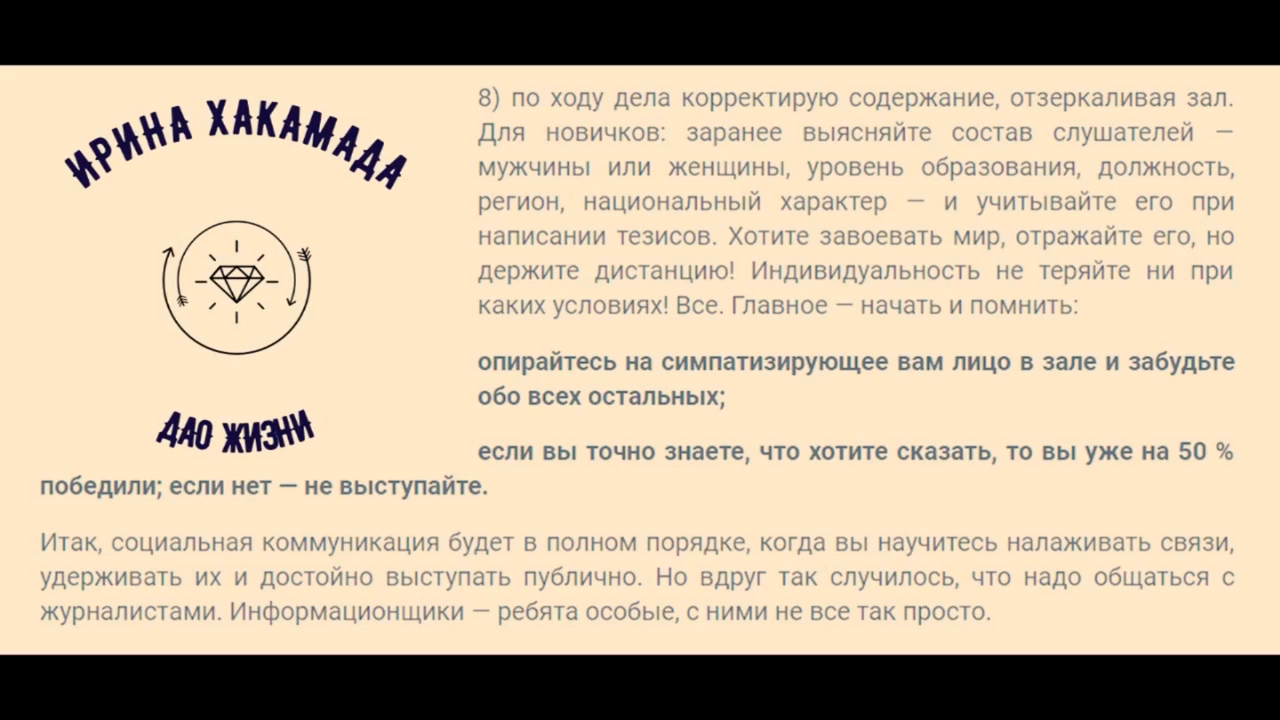 ИРИНА ХАКАМАДА
ДАО ЖИЗНИ
8) по ходу дела корректирую содержание, отзеркаливая зал.
Для новичков: заранее выясняйте состав слушателей —
мужчины или женщины, уровень образования, должность,
регион, национальный характер — и учитывайте его при
написании тезисов. Хотите завоевать мир, отражайте его, но
держите дистанцию! Индивидуальность не теряйте ни при
каких условиях! Все. Главное — начать и помнить:
опирайтесь на симпатизирующее вам лицо в зале и забудьте
обо всех остальных;
если вы точно знаете, что хотите сказать, то вы уже на 50 %
победили; если нет — не выступайте.
Итак, социальная коммуникация будет в полном порядке, когда вы научитесь налаживать связи,
удерживать их и достойно выступать публично. Но вдруг так случилось, что надо общаться с
журналистами. Информационщики — ребята особые, с ними не все так просто.